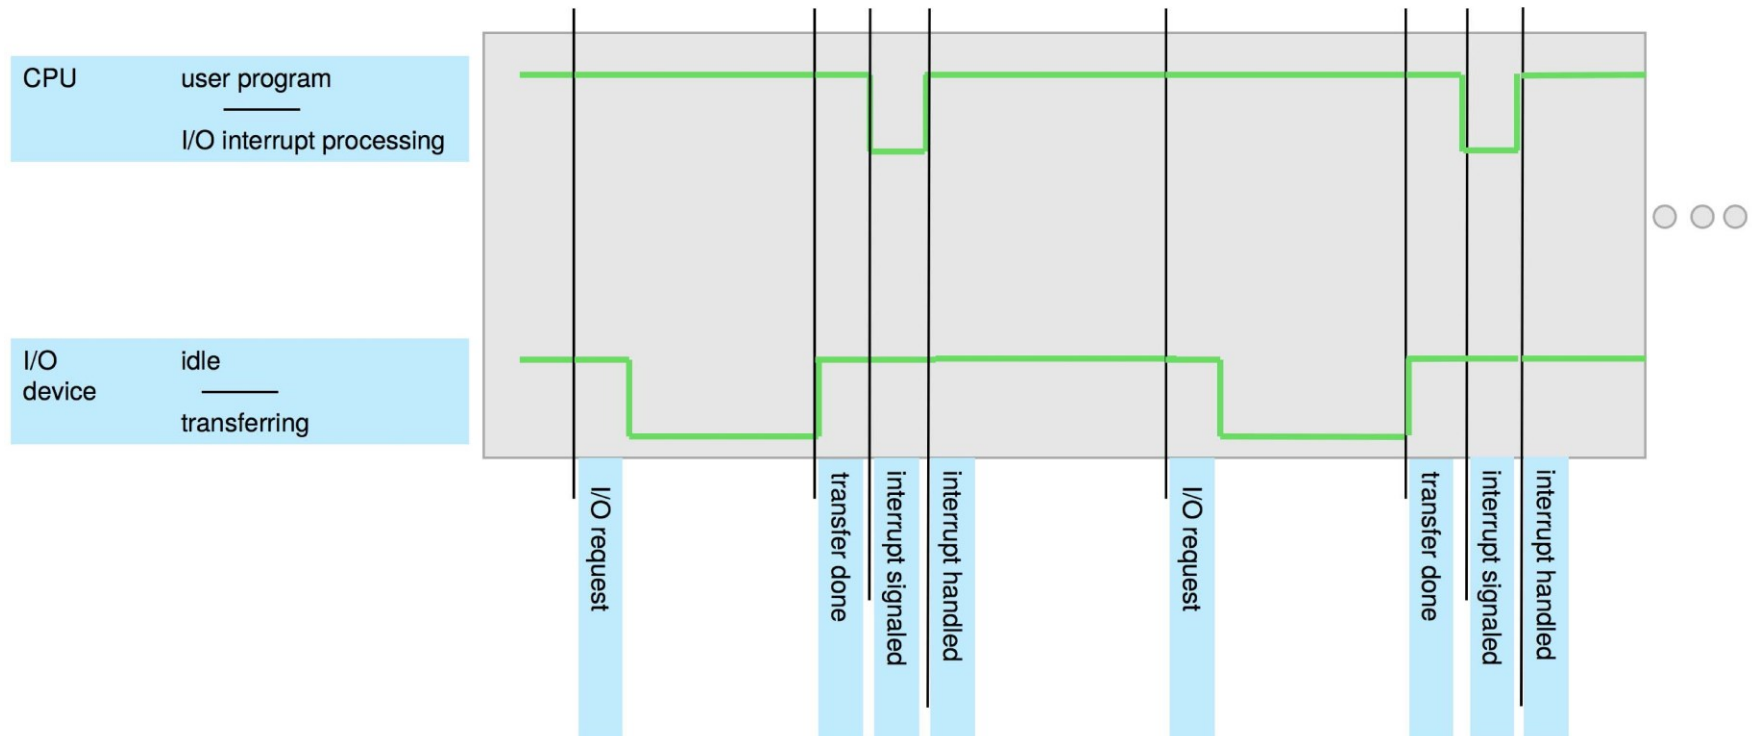 CPU
user program
I/O interrupt processing
I/O
device
idle
transferring
I/O request
transfer done
interrupt signaled
interrupt handled
I/O request
transfer done
interrupt signaled
interrupt handled